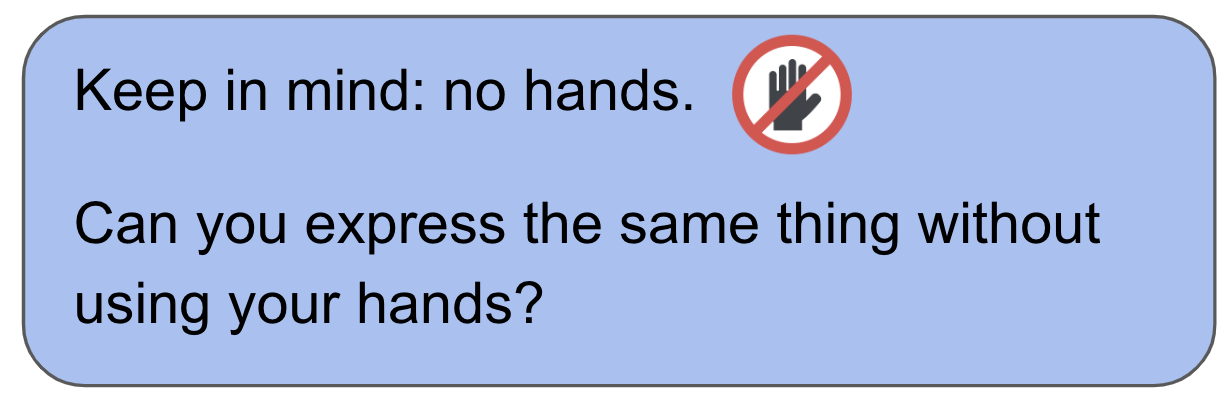 Keep in mind: no hands.
Can you express the same thing without
using your hands?